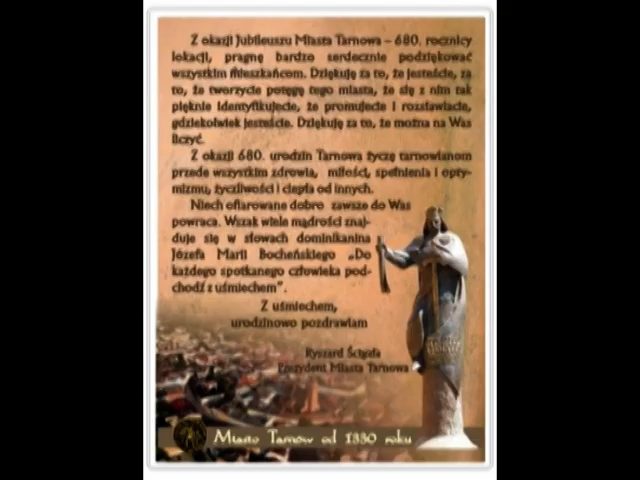 Z okazji Jubileuszu Miasta Tarnowa – 680. rocznicy
lokacji, pragnę bardzo serdecznie podziękować
wszystkim mieszkańcom. Dziękuję za to, że jesteście, za
to, że tworzycie potęgę tego miasta, że się z nim tak
pięknie identyfikujecie, że promujecie i rozsławiacie,
gdziekolwiek jesteście. Dziękuję za to, że można na Was
liczyć.
Z okazji 680. urodzin Tarnowa życzę tarnowianom
przede wszystkim zdrowia, miłości, spełnienia i opty-
mizmu, życzliwości i ciepła od innych.
Niech ofiarowane dobro zawsze do Was
powraca. Wszak wiele mądrości znaj-
duje się w słowach dominikanina
Józefa Marii Bocheńskiego „Do
każdego spotkanego człowieka pod-
chodź z uśmiechem”.
Z uśmiechem,
urodzinowo pozdrawiam
Ryszard Ścigała
Prezydent Miasta Tarnowa
Miasto Tarnów od 1330 roku